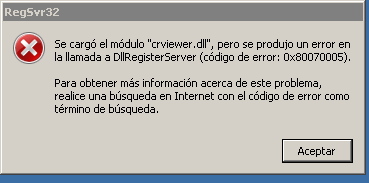 RegSvr32
Se cargó el módulo "crviewer.dll", pero se produjo un error en
la llamada a DllRegisterServer (código de error: 0x80070005).
Para obtener más información acerca de este problema,
realice una búsqueda en Internet con el código de error como
término de búsqueda.
Aceptar